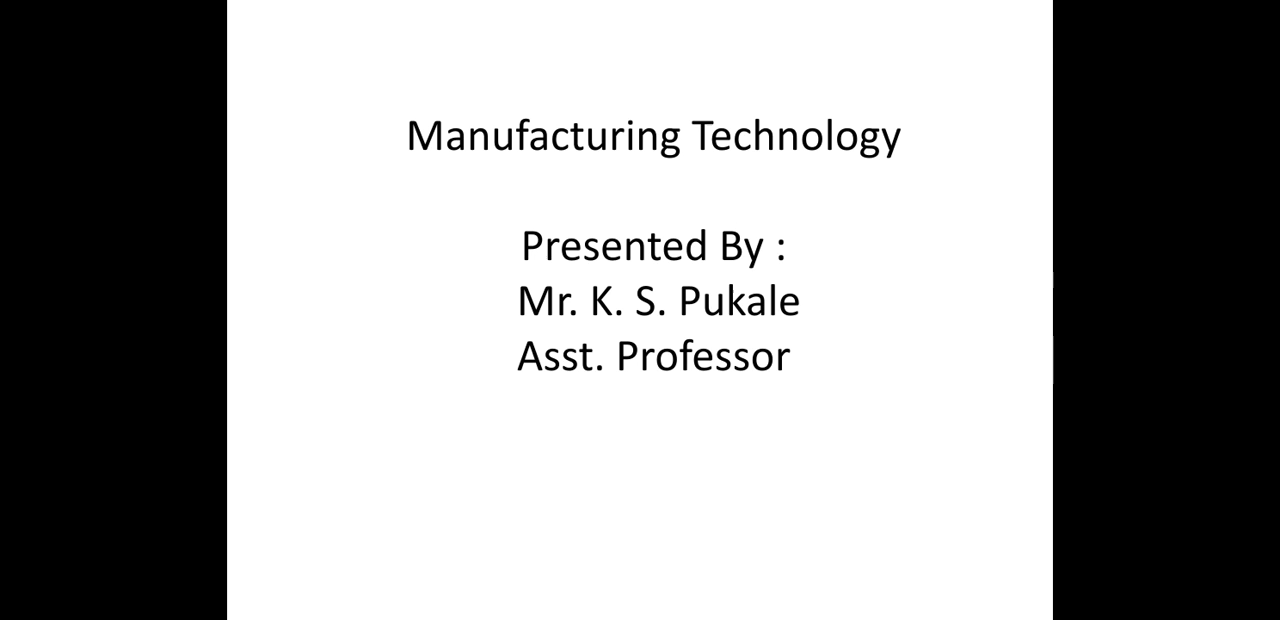 Manufacturing Technology
Presented By :
Mr. K. S. Pukale
Asst. Professor